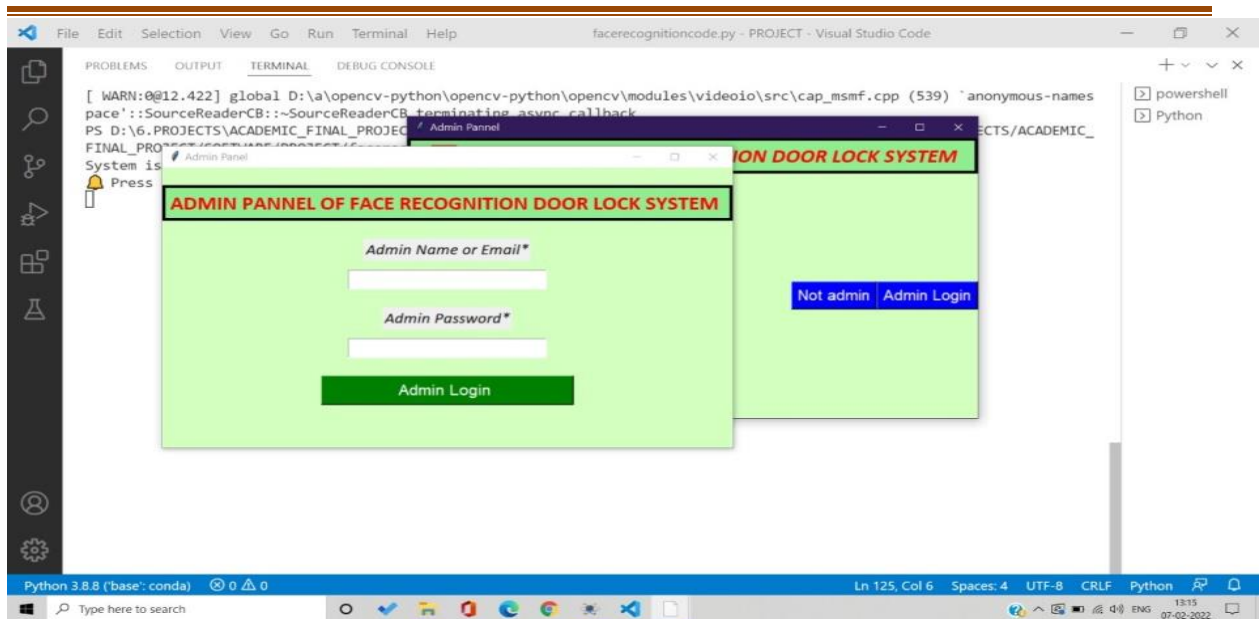 File Edit Selection View Go Run Terminal Help
facerecognitioncode.py - PROJECT - Visual Studio Code
PROBLEMS OUTPUT TERMINAL DEBUG CONSOLE
[ WARN:0@12.422] global D:\a\opencv-python\opencv-python\opencv\modules\videoio\src\cap_msmf.cpp (539) `anonymous-names
pace'::SourceReaderCB::~SourceReaderCB terminating async callback
PS D:\6.PROJECTS\ACADEMIC_FINAL_PROJEC
ECTS/ACADEMIC_
System is
Press
powershell
Python
Admin Pannel
ION DOOR LOCK SYSTEM
Not admin Admin Login
Admin Panel
ADMIN PANNEL OF FACE RECOGNITION DOOR LOCK SYSTEM
Admin Name or Email*
Admin Password*
Admin Login
Python 3.8.8 ('base': conda) 0 0
Ln 125, Col 6 Spaces: 4 UTF-8 CRLF Python
Type here to search
ENG
13:15
07-02-2022